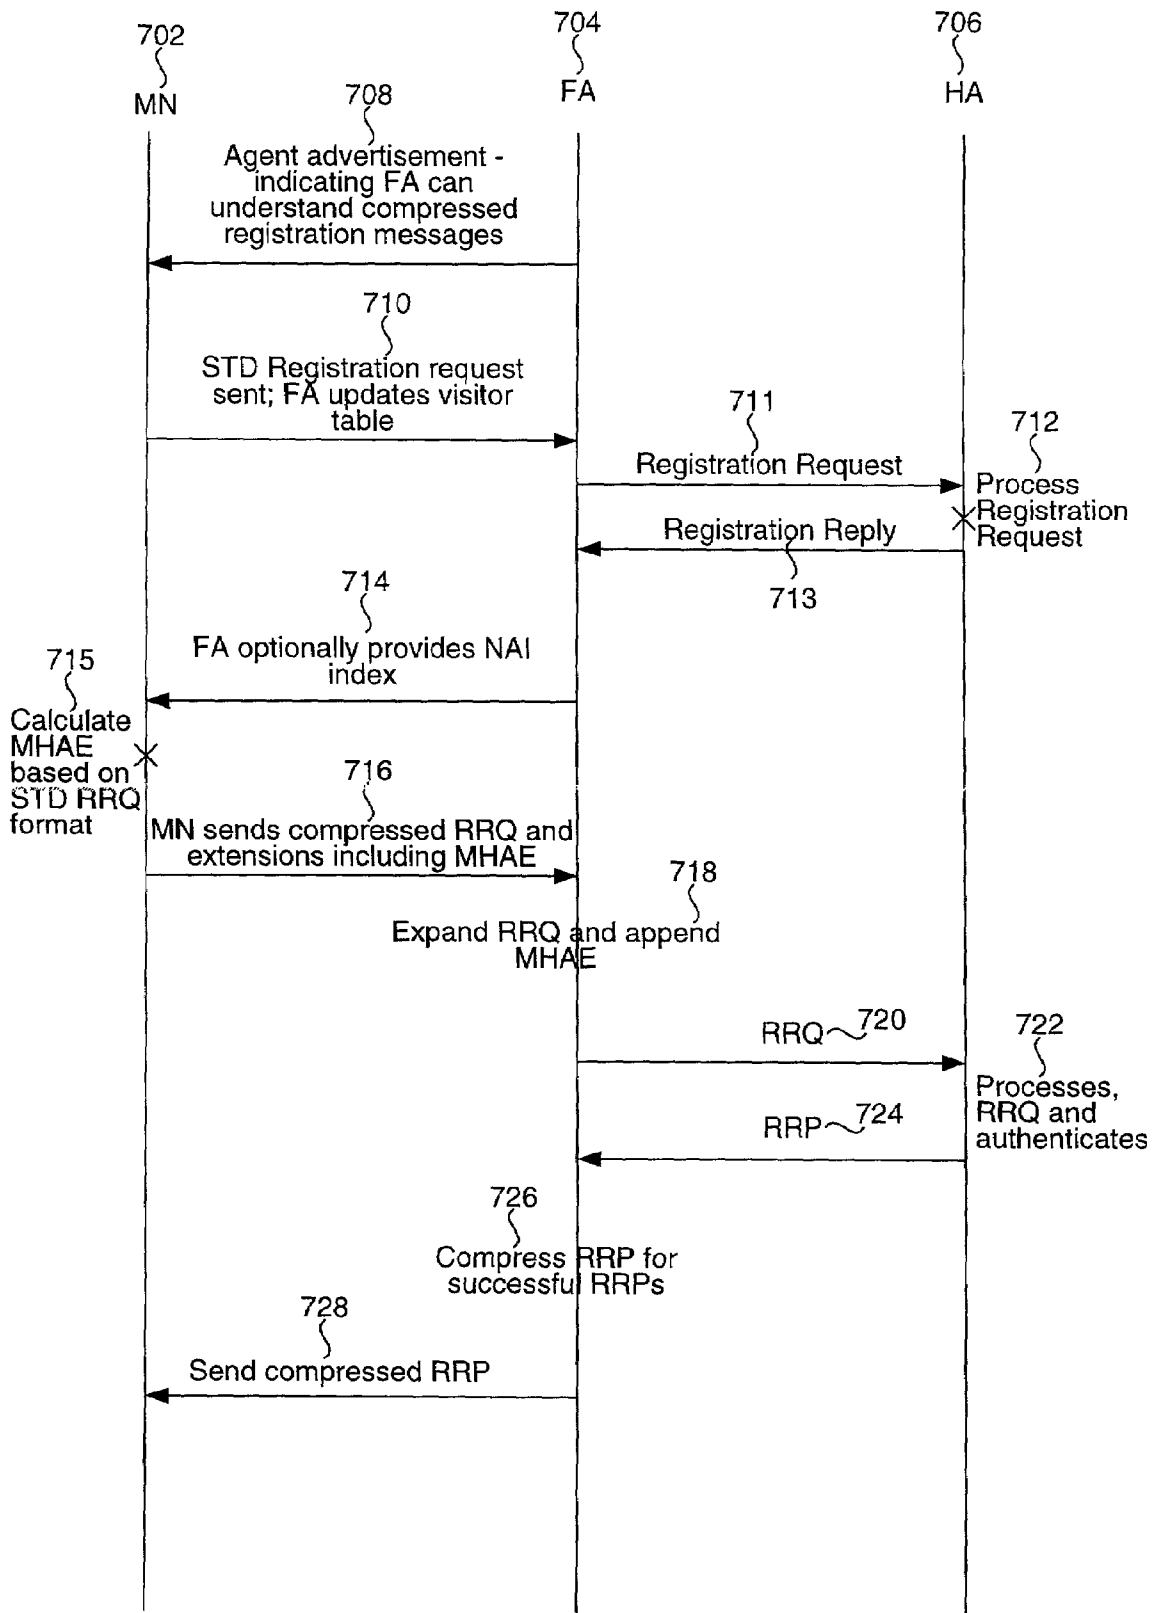 702
704
706
MN
FA
HA
708
Agent advertisement -
indicating FA can
understand compressed
registration messages
710
STD Registration request
sent; FA updates visitor
table
711
Registration Request
712
Process
Registration
Request
Registration Reply
713
714
FA optionally provides NAI
index
715
Calculate
MHAE
based on
STD RRQ
format
716
MN sends compressed RRQ and
extensions including MHAE
718
Expand RRQ and append
MHAE
RRQ 720
722
Processes,
RRQ and
authenticates
RRP 724
726
Compress RRP for
successful RRPs
728
Send compressed RRP